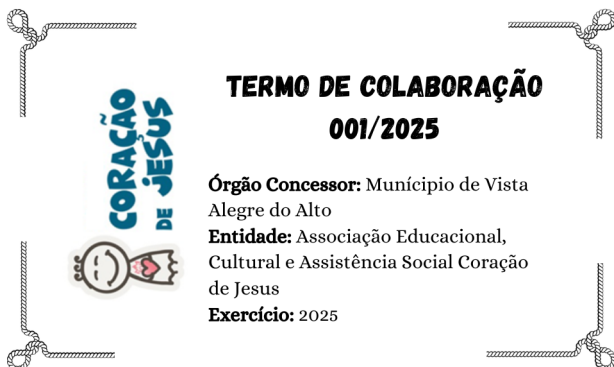 CORAÇÃO
DE JESUS
TERMO DE COLABORAÇÃO
001/2025
Órgão Concessor: Munícipio de Vista
Alegre do Alto
Entidade: Associação Educacional,
Cultural e Assistência Social Coração
de Jesus
Exercício: 2025